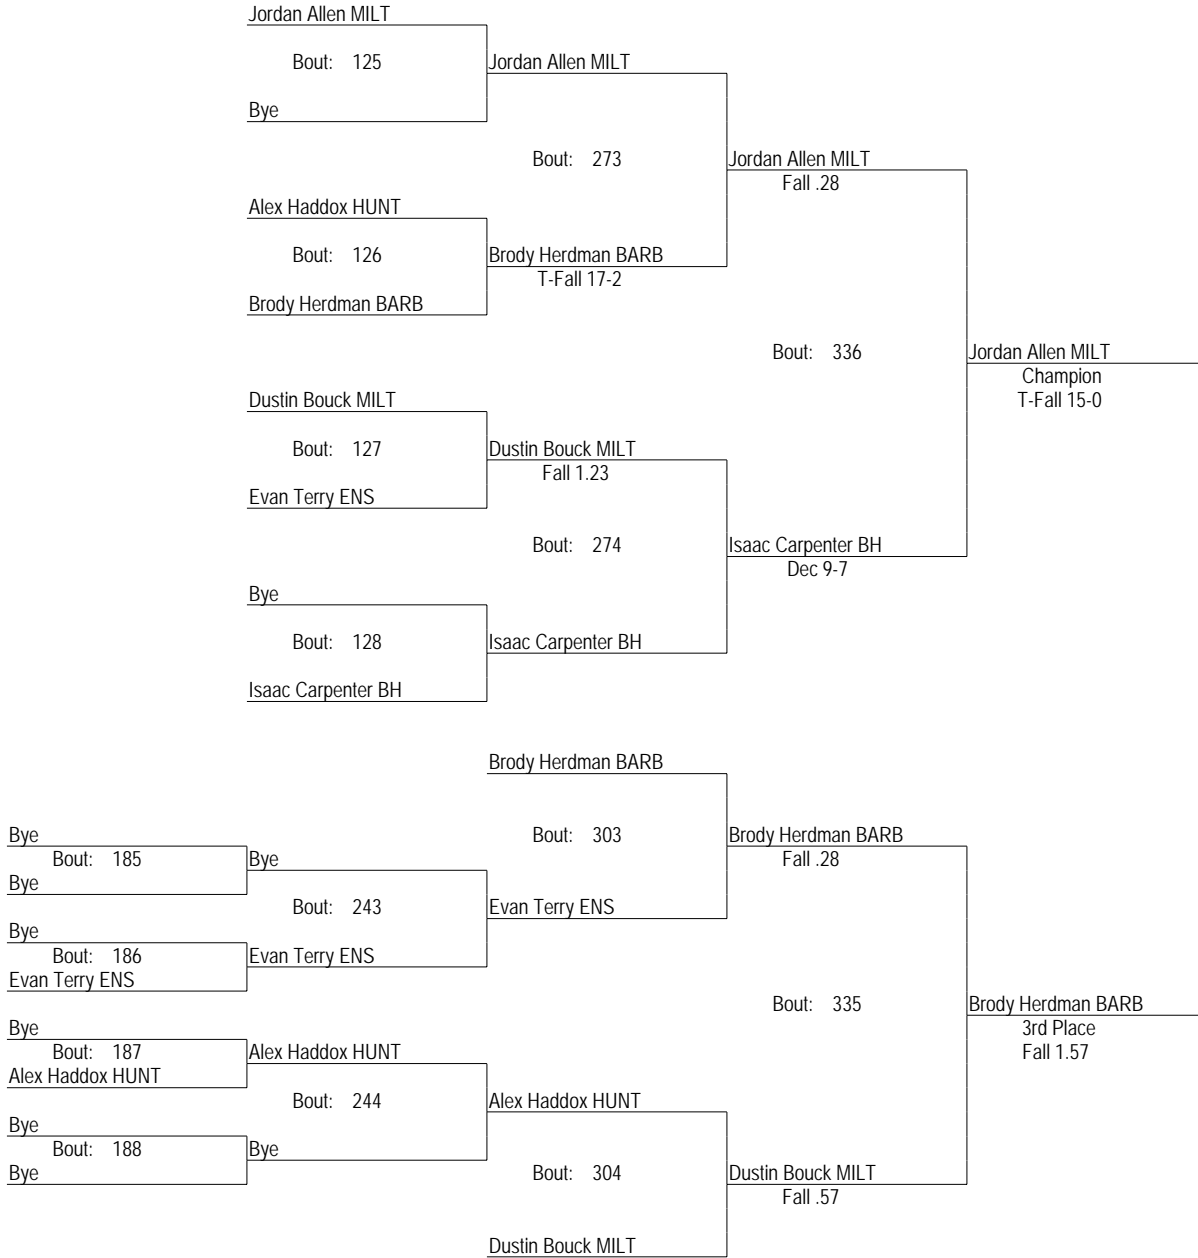 Jordan Allen MILT
Bout: 125
Jordan Allen MILT
Bye
Bout: 273
Jordan Allen MILT
Fall .28
Alex Haddox HUNT
Bout: 126
Brody Herdman BARB
T-Fall 17-2
Brody Herdman BARB
Bout: 336
Jordan Allen MILT
Champion
T-Fall 15-0
Dustin Bouck MILT
Bout: 127
Dustin Bouck MILT
Fall 1.23
Evan Terry ENS
Bout: 274
Isaac Carpenter BH
Dec 9-7
Bye
Bout: 128
Isaac Carpenter BH
Isaac Carpenter BH
Brody Herdman BARB
Bout: 303
Brody Herdman BARB
Fall .28
Bye
Bout: 185
Bye
Bye
Bout: 243
Evan Terry ENS
Bye
Bout: 186
Evan Terry ENS
Evan Terry ENS
Bout: 335
Brody Herdman BARB
3rd Place
Fall 1.57
Bye
Bout: 187
Alex Haddox HUNT
Alex Haddox HUNT
Bout: 244
Alex Haddox HUNT
Bye
Bout: 188
Bye
Bye
Bout: 304
Dustin Bouck MILT
Fall .57
Dustin Bouck MILT